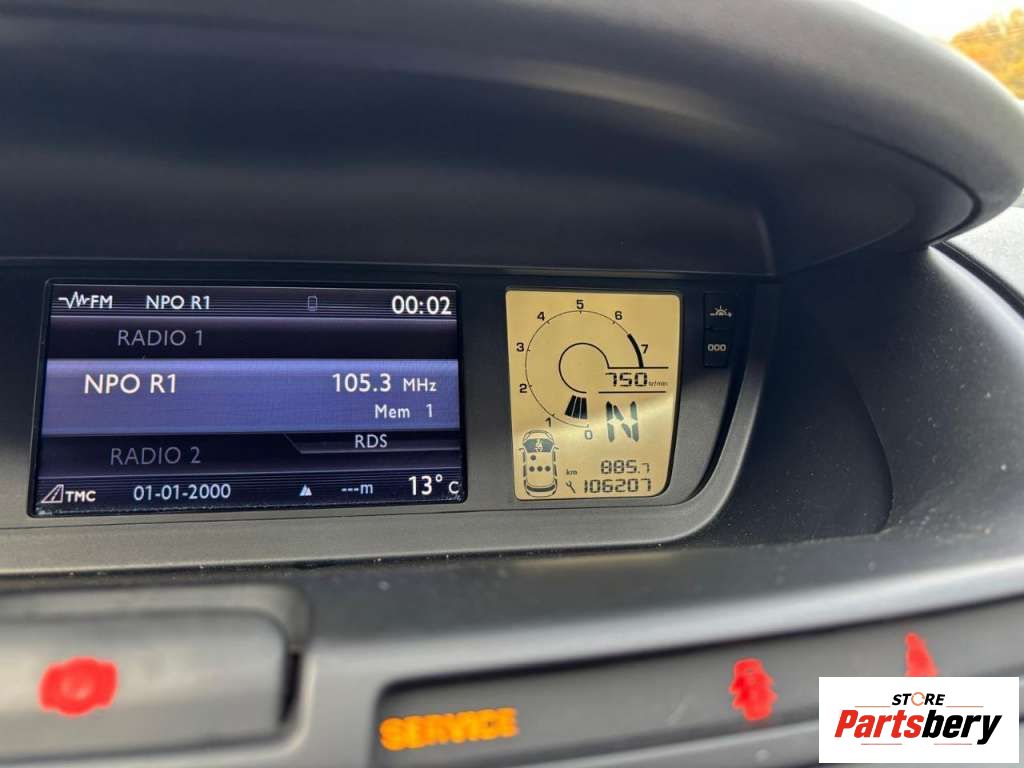 FM NPO R1 00:02
RADIO 1
NPO R1 105.3 MHz
Mem 1
RDS
RADIO 2
TMC 01-01-2000 ---m 13°C
5
4 6
3 7
750 tr/min
2
1 0 N
km 885.7
106207
000
SERVICE
STORE
Partsbery